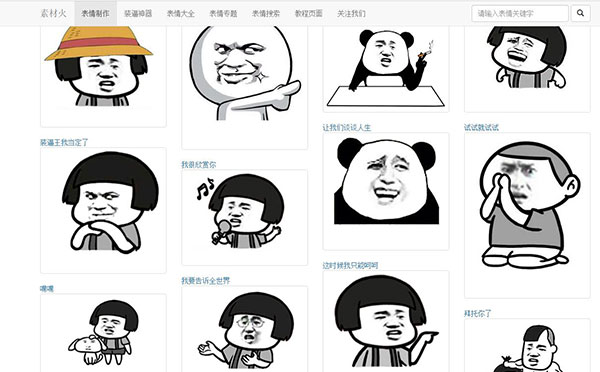 素材火 表情制作 装逼神器 表情大全 表情专题 表情搜索 教程页面 关注我们 请输入表情关键字
装逼王我当定了
我很欣赏你
让我们谈谈人生
试试就试试
嘿嘿
我要告诉全世界
这时候我只能呵呵
拜托你了